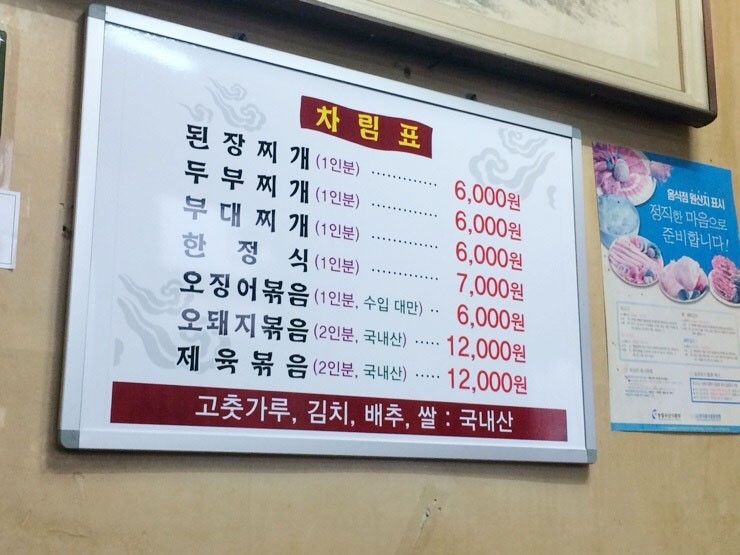 차림표
된장찌개(1인분) ............ 6,000원
두부찌개(1인분) ............ 6,000원
부대찌개(1인분) ............ 6,000원
한정식(1인분) ............ 7,000원
오징어볶음(1인분, 수입 대만) .. 6,000원
오돼지볶음(2인분, 국내산) ..... 12,000원
제육볶음(2인분, 국내산) ..... 12,000원
고춧가루, 김치, 배추, 쌀 : 국내산
음식점 원산지 표시
정직한 마음으로
준비합니다!